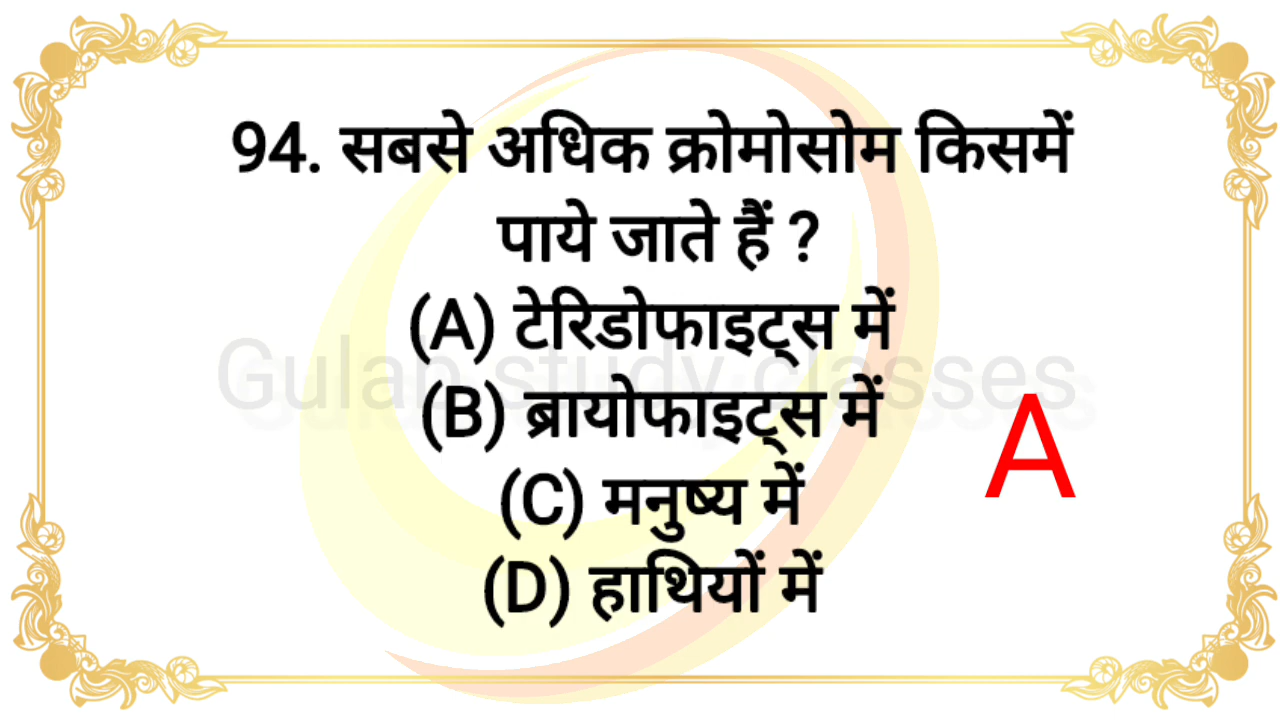 94. सबसे अधिक क्रोमोसोम किसमें
पाये जाते हैं ?
(A) टेरिडोफाइट्स में
Gulab study classes
(B) ब्रायोफाइट्स में
A
(C) मनुष्य में
(D) हाथियों में